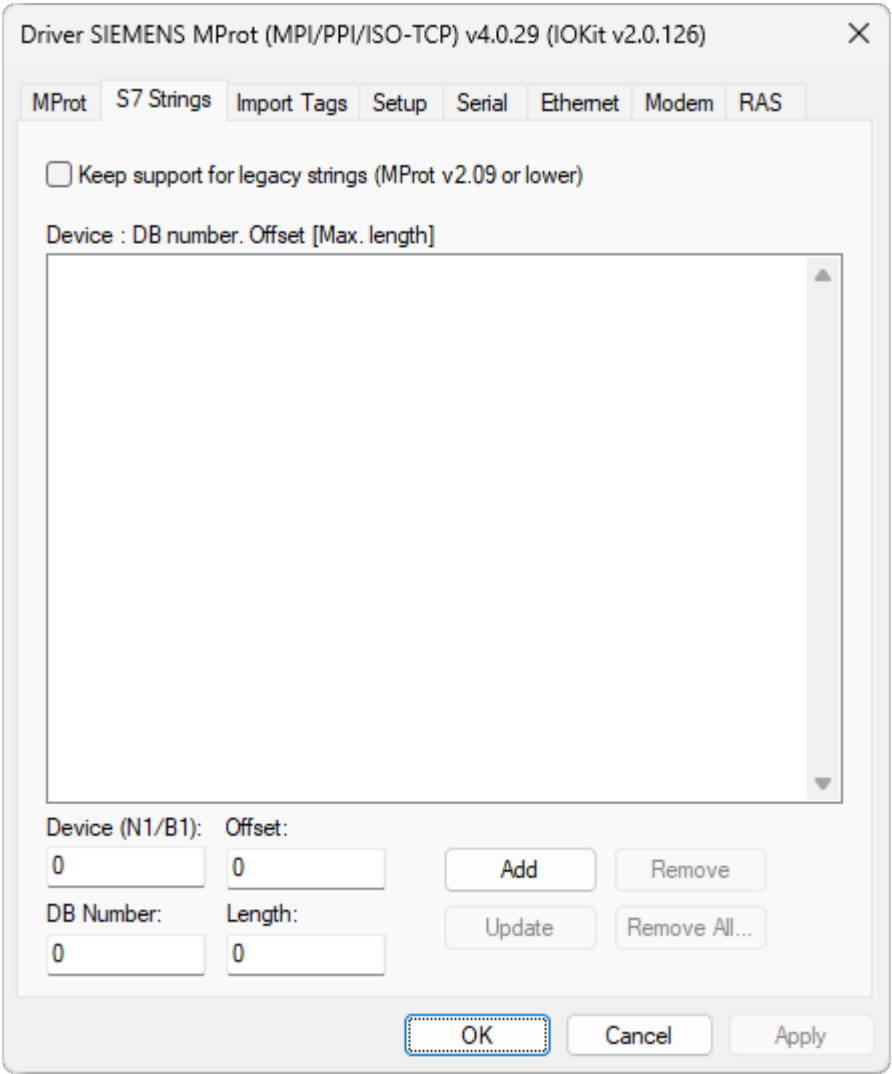 Driver SIEMENS MProt (MPI/PPI/ISO-TCP) v4.0.29 (IOKit v2.0.126)
MProt S7 Strings Import Tags Setup Serial Ethernet Modem RAS
Keep support for legacy strings (MProt v2.09 or lower)
Device : DB number. Offset [Max. length]
Device (N1/B1): Offset:
0 0 Add Remove
DB Number: Length:
0 0 Update Remove All...
OK Cancel Apply